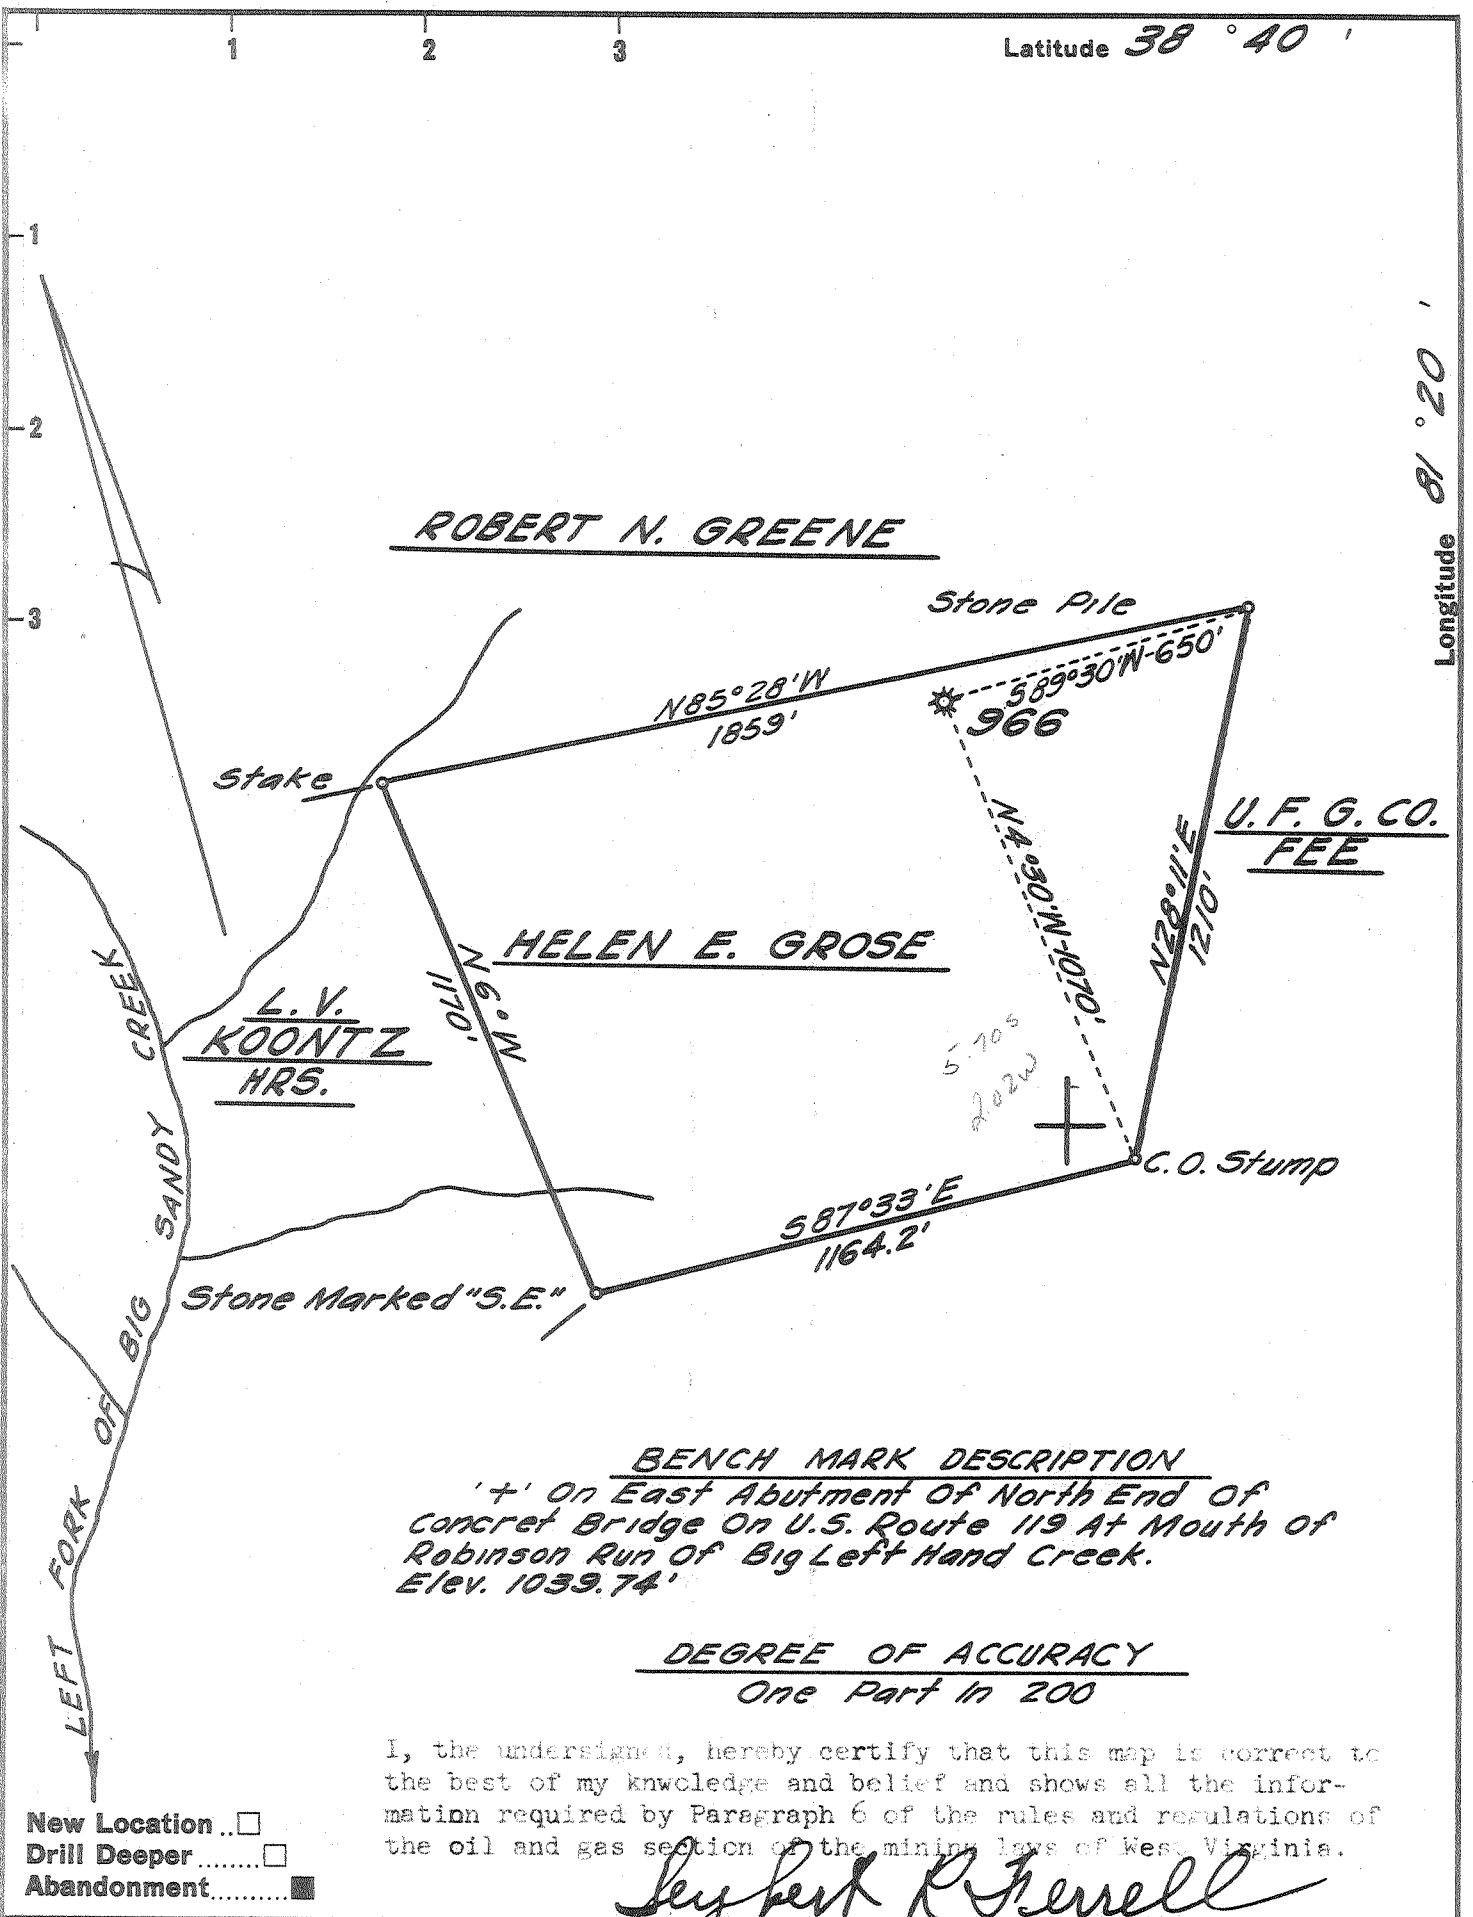 1 2 3
Latitude 38 ° 40 '
1
2
3
Longitude 81 ° 20 '
ROBERT N. GREENE
Stone Pile
S89°30'W-650'
N85°28'W
1859'
966
Stake
U. F. G. CO.
FEE
N4°30'W-1070'
N28°11'E
1210'
HELEN E. GROSE
N6°W
1170'
L. V.
KOONTZ
HRS.
5.70s
2.02w
C.O. Stump
S87°33'E
1164.2'
Stone Marked "S.E."
LEFT FORK OF BIG SANDY CREEK
BENCH MARK DESCRIPTION
'+' On East Abutment Of North End Of
Concret Bridge On U.S. Route 119 At Mouth Of
Robinson Run Of Big Left Hand Creek.
Elev. 1039.74'
DEGREE OF ACCURACY
One Part In 200
I, the undersigned, hereby certify that this map is correct to
the best of my knwoledge and belief and shows all the infor-
mation required by Paragraph 6 of the rules and regulations of
the oil and gas section of the mining laws of West Virginia.
New Location ..
Drill Deeper ........
Abandonment ..........
Seybert R Ferrell